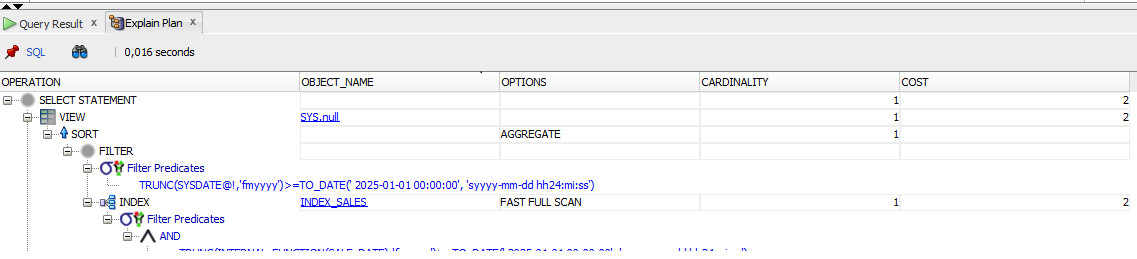 Query Result x Explain Plan x
SQL | 0,016 seconds
OPERATION OBJECT_NAME OPTIONS CARDINALITY COST
SELECT STATEMENT 1 2
VIEW SYS.null 1 2
SORT AGGREGATE 1
FILTER
Filter Predicates
TRUNC(SYSDATE@!,'fmyyyy')>=TO_DATE(' 2025-01-01 00:00:00', 'syyyy-mm-dd hh24:mi:ss')
INDEX INDEX_SALES FAST FULL SCAN 1 2
Filter Predicates
AND